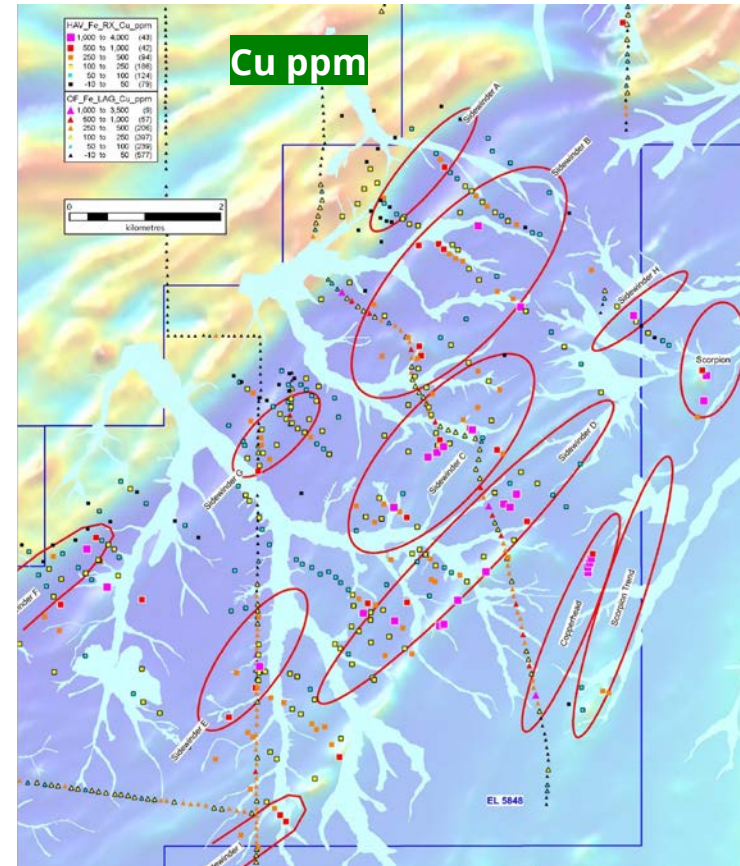 Cu ppm
HAV_Fe_RX_Cu_ppm
1,000 to 4,000 (43)
500 to 1,000 (42)
250 to 500 (94)
100 to 250 (186)
50 to 100 (124)
-10 to 50 (79)
OF_Fe_LAG_Cu_ppm
1,000 to 3,500 (9)
500 to 1,000 (57)
250 to 500 (206)
100 to 250 (297)
50 to 100 (239)
-10 to 50 (577)
0 2
kilometres
Sidewinder A
Sidewinder B
Sidewinder H
Scorpion
Sidewinder D
Sidewinder C
Sidewinder G
inder F
Copperhead
Scorpion Trend
Sidewinder E
EL 5848
Sidewinder I